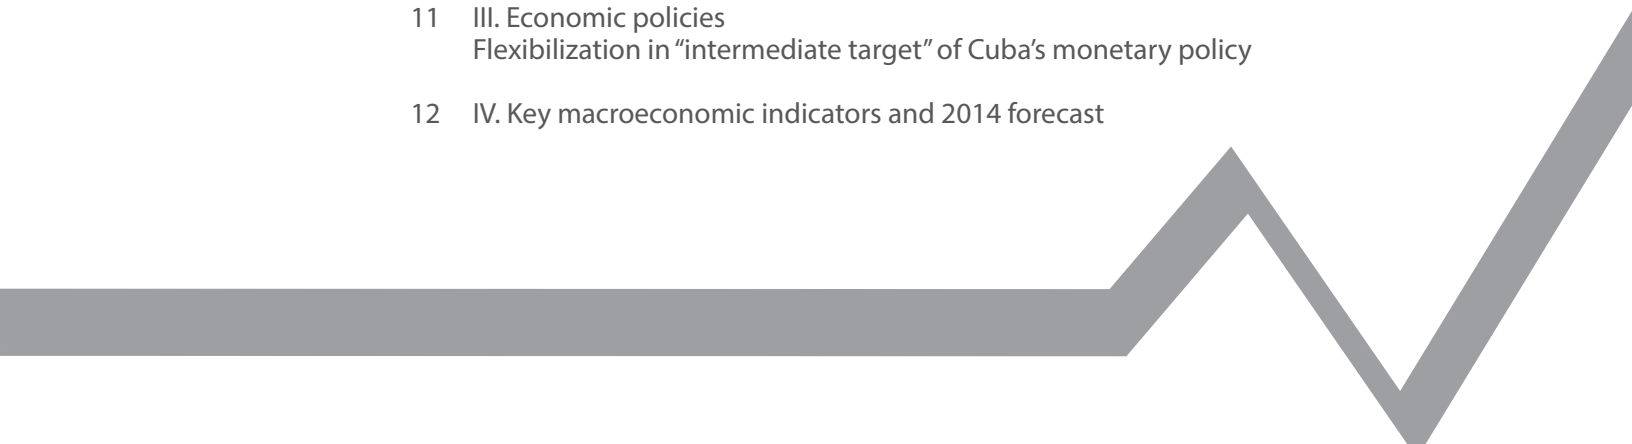 11 III. Economic policies
Flexibilization in “intermediate target” of Cuba’s monetary policy
12 IV. Key macroeconomic indicators and 2014 forecast